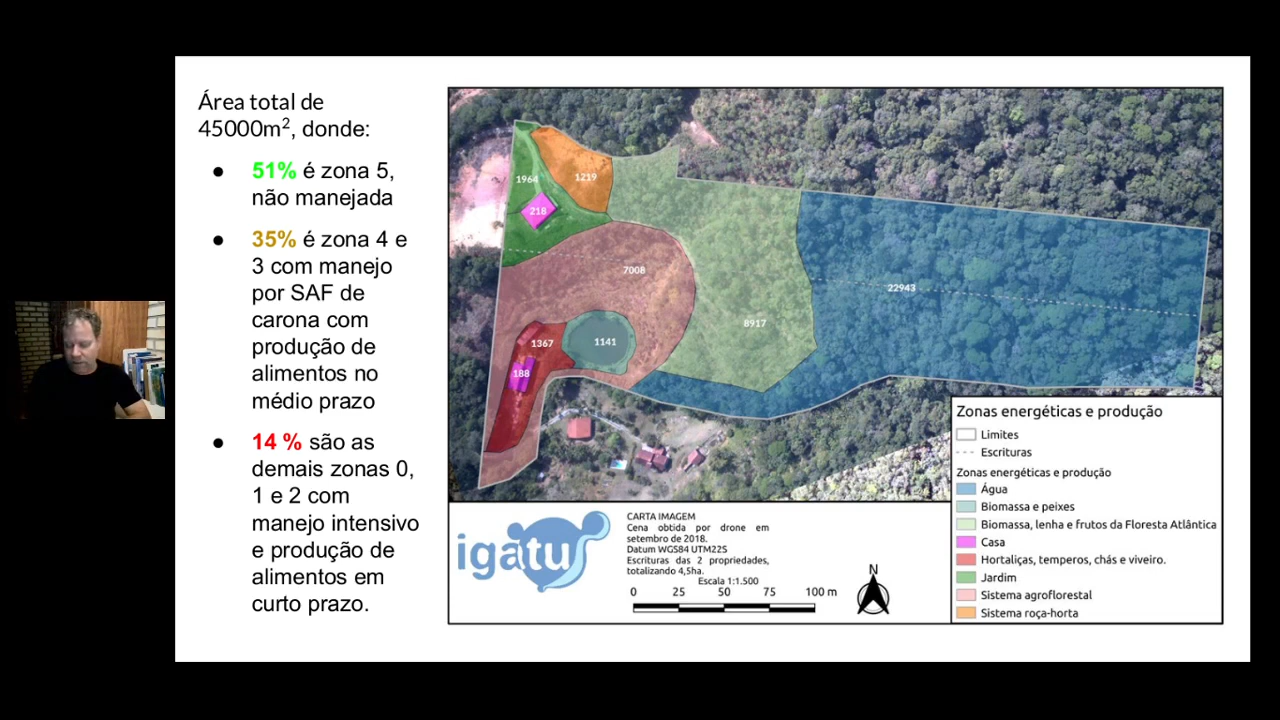 Área total de
45000m², donde:
● 51% é zona 5,
não manejada
● 35% é zona 4 e
3 com manejo
por SAF de
carona com
produção de
alimentos no
médio prazo
● 14 % são as
demais zonas 0,
1 e 2 com
manejo intensivo
e produção de
alimentos em
curto prazo.
1964
1219
218
7008
22943
8917
1367
1141
188
Zonas energéticas e produção
Limites
Escrituras
Zonas energéticas e produção
Água
Biomassa e peixes
Biomassa, lenha e frutos da Floresta Atlântica
Casa
Hortaliças, temperos, chás e viveiro.
Jardim
Sistema agroflorestal
Sistema roça-horta
igatu
CARTA IMAGEM
Cena obtida por drone em
setembro de 2018.
Datum WGS84 UTM22S
Escrituras das 2 propriedades,
totalizando 4,5ha.
Escala 1:1.500
0 25 50 75 100 m
N